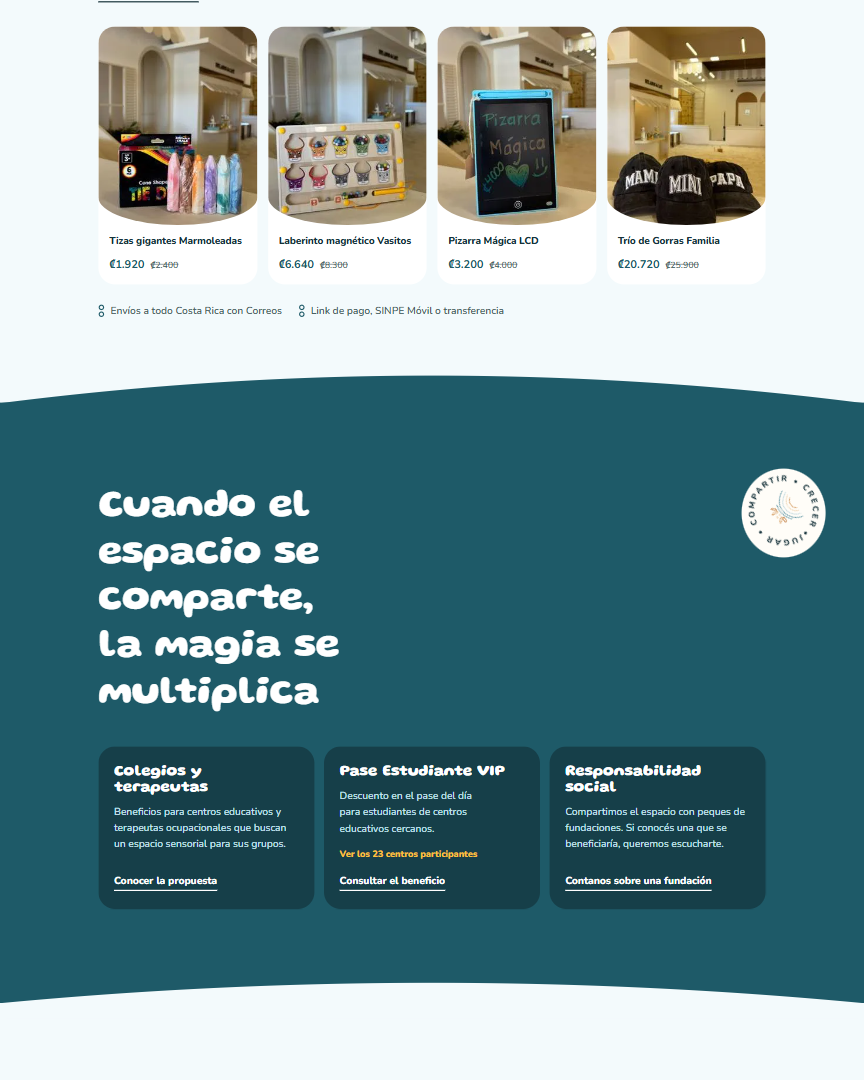 Pizarra
Mágica
MAMÁ
MINI
PAPA
Tizas gigantes Marmoleadas
Laberinto magnético Vasitos
Pizarra Mágica LCD
Trío de Gorras Familia
₡1.920 ₡2.400
₡6.640 ₡8.300
₡3.200 ₡4.000
₡20.720 ₡25.900
Envíos a todo Costa Rica con Correos
Link de pago, SINPE Móvil o transferencia
COMPARTIR • CRECER • JUGAR •
Cuando el
espacio se
comparte,
la magia se
multiplica
Colegios y
terapeutas
Beneficios para centros educativos y
terapeutas ocupacionales que buscan
un espacio sensorial para sus grupos.
Conocer la propuesta
Pase Estudiante VIP
Descuento en el pase del día
para estudiantes de centros
educativos cercanos.
Ver los 23 centros participantes
Consultar el beneficio
Responsabilidad
social
Compartimos el espacio con peques de
fundaciones. Si conocés una que se
beneficiaría, queremos escucharte.
Contanos sobre una fundación